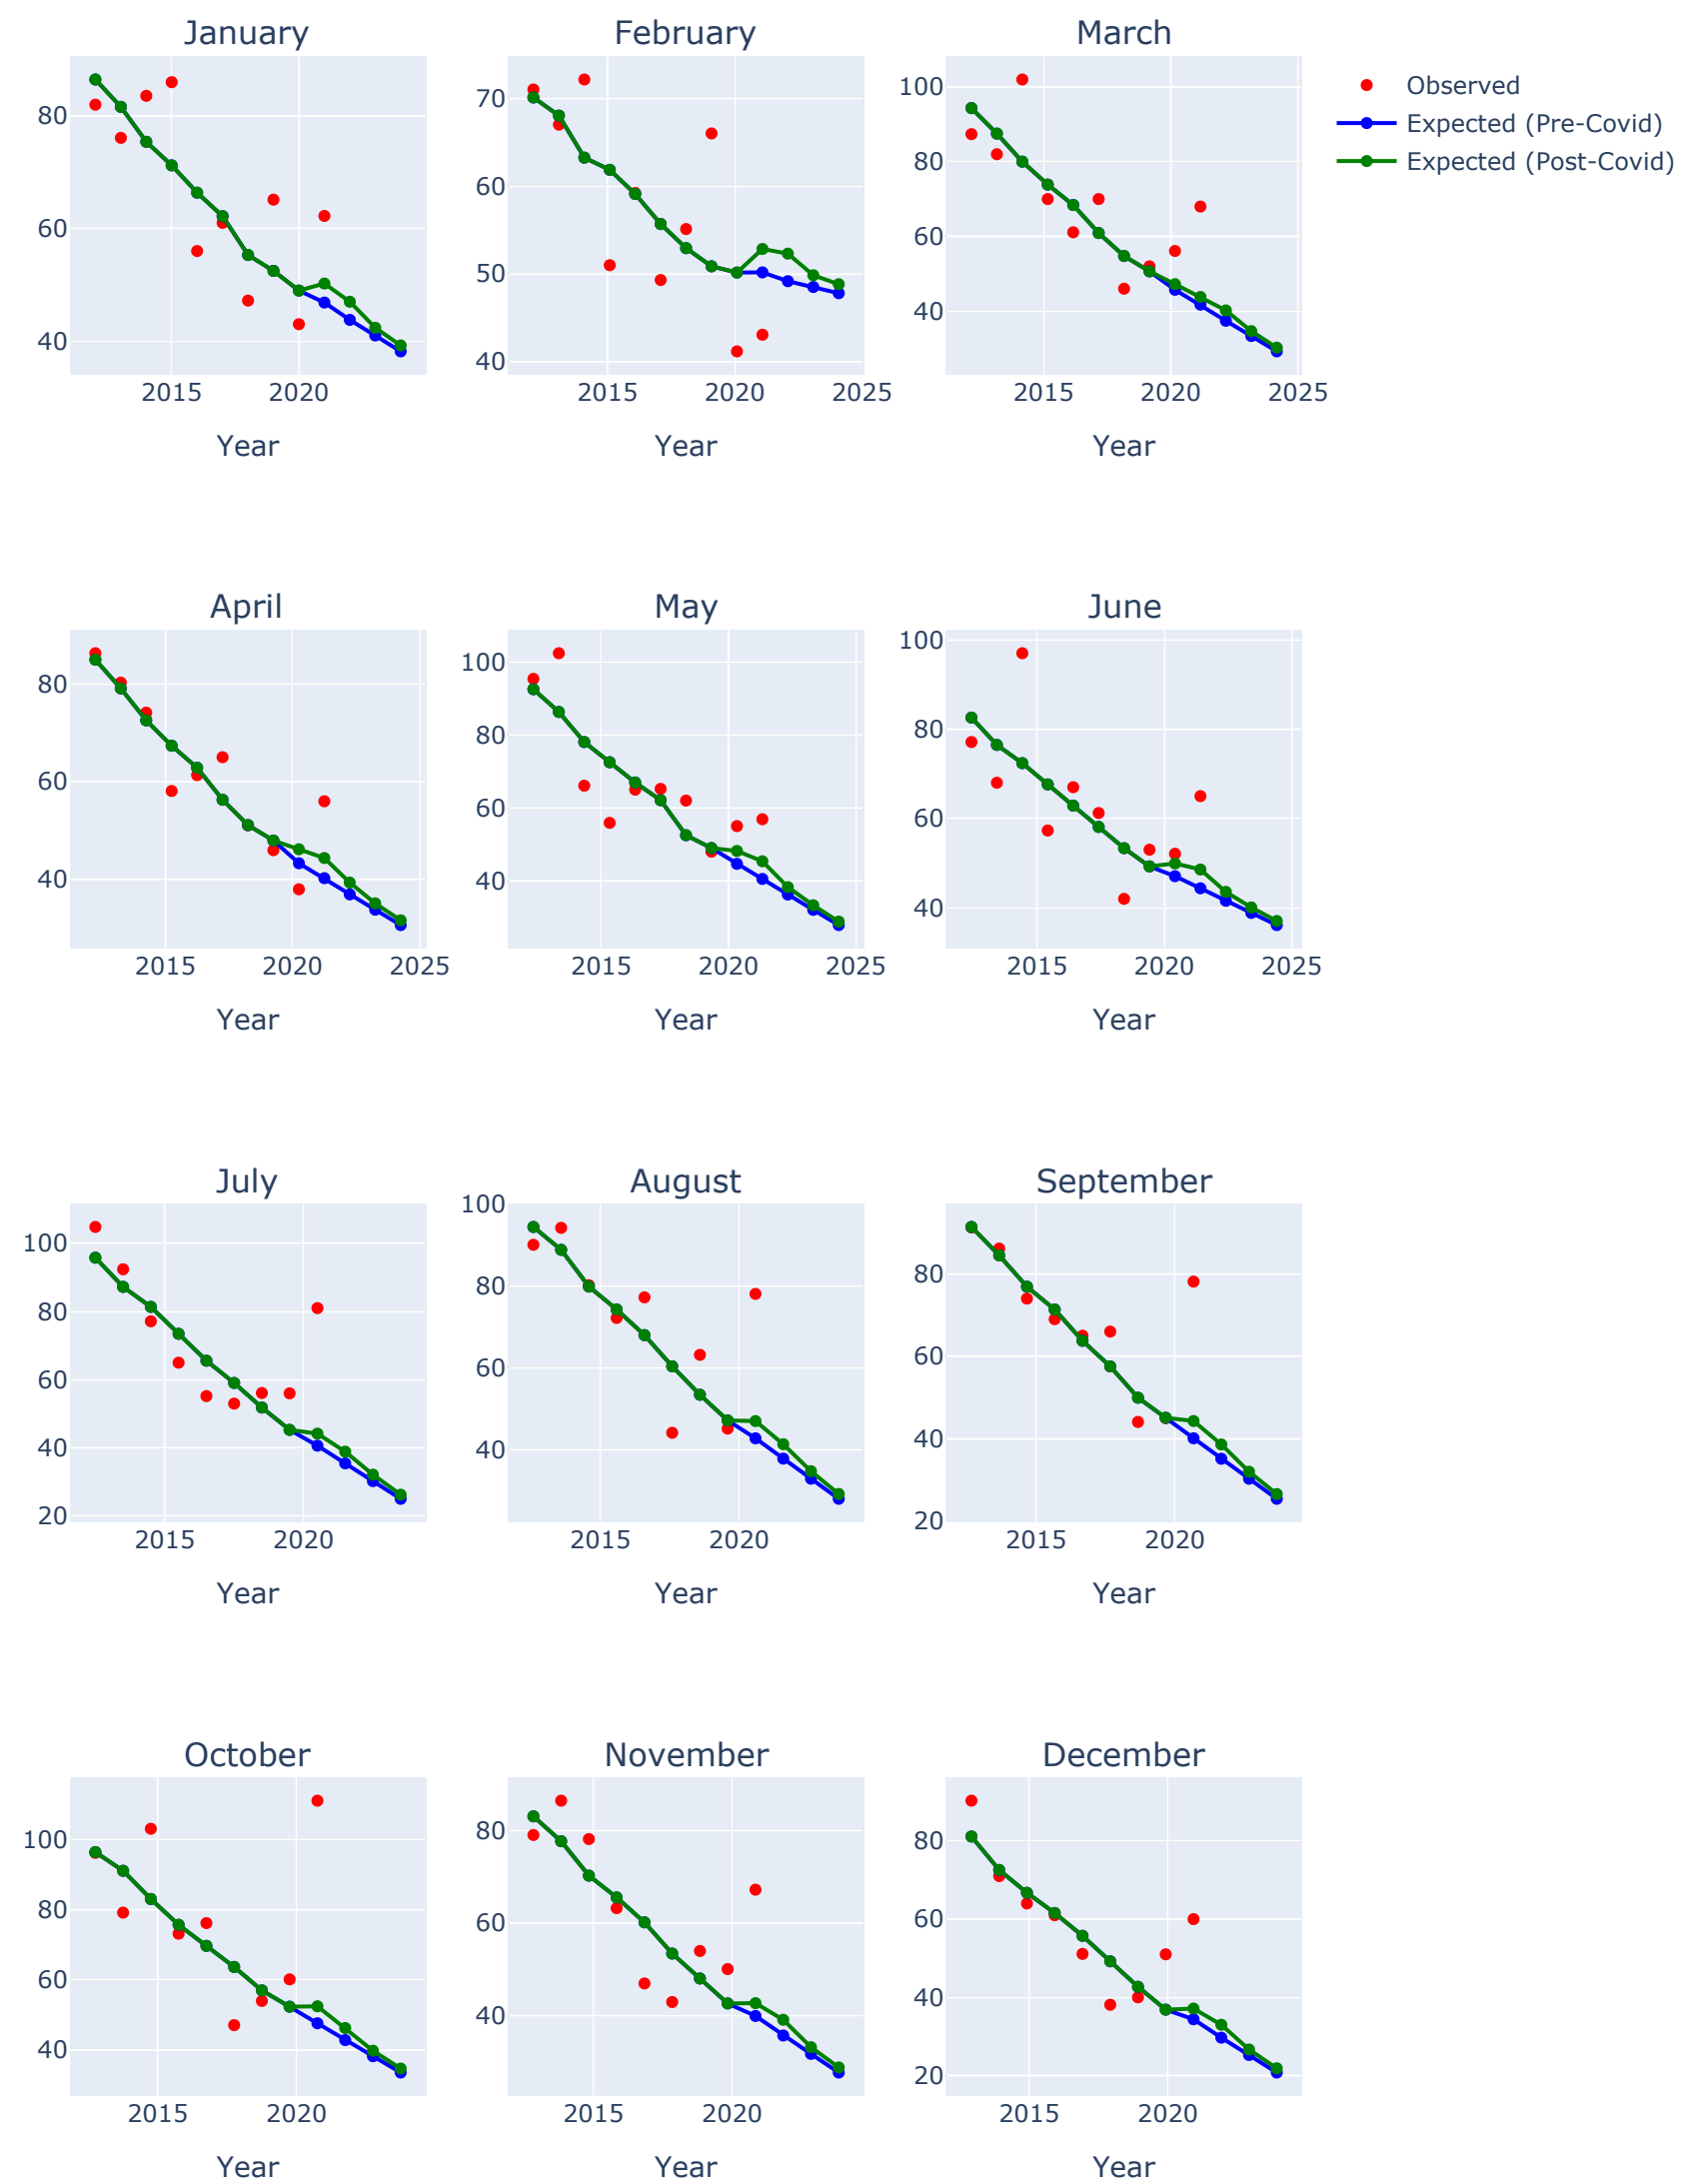 January
February
March
80
60
40
2015
2020
Year
70
60
50
40
2015
2020
2025
Year
100
80
60
40
2015
2020
2025
Year
Observed
Expected (Pre-Covid)
Expected (Post-Covid)
April
May
June
80
60
40
2015
2020
2025
Year
100
80
60
40
2015
2020
2025
Year
100
80
60
40
2015
2020
2025
Year
July
August
September
100
80
60
40
20
2015
2020
Year
100
80
60
40
2015
2020
Year
80
60
40
20
2015
2020
Year
October
November
December
100
80
60
40
2015
2020
Year
80
60
40
2015
2020
Year
80
60
40
20
2015
2020
Year